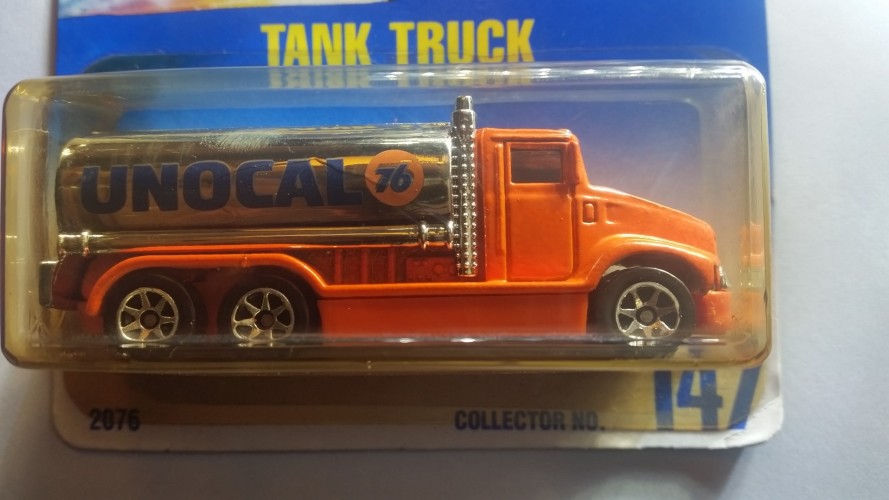 TANK TRUCK
UNOCAL 76
2076
COLLECTOR NO. 147